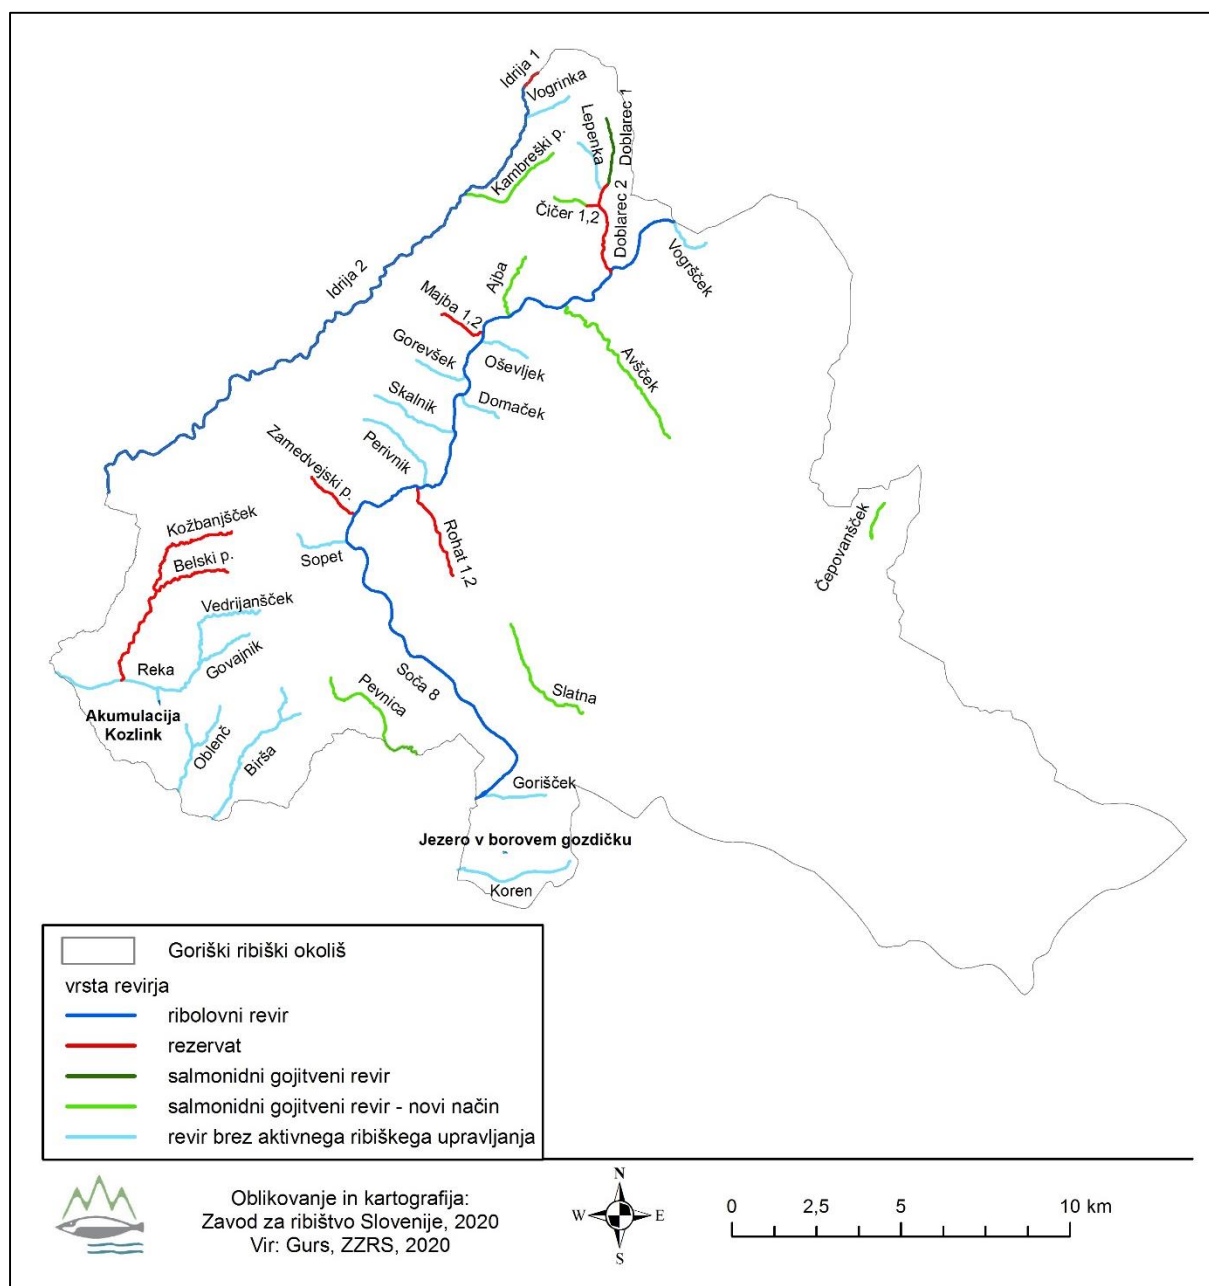 Idrija 1
Vogrinka
Lepenka
Doblarec 1
Kambreški p.
Čičer 1,2
Doblarec 2
Vogršček
Idrija 2
Ajba
Majba 1,2
Gorevšek
Oševljek
Avšček
Skalnik
Domaček
Perivnik
Zamedvejski p.
Kožbanjšček
Belski p.
Sopet
Rohat 1,2
Čepovanšček
Vedrijanšček
Govajnik
Reka
Soča 8
Slatna
Pevnica
Akumulacija
Kozlink
Oblenč
Birša
Gorišček
Jezero v borovem gozdičku
Koren
Goriški ribiški okoliš
vrsta revirja
ribolovni revir
rezervat
salmonidni gojitveni revir
salmonidni gojitveni revir - novi način
revir brez aktivnega ribiškega upravljanja
Oblikovanje in kartografija:
Zavod za ribištvo Slovenije, 2020
Vir: Gurs, ZZRS, 2020
N
W E
S
0 2,5 5 10 km